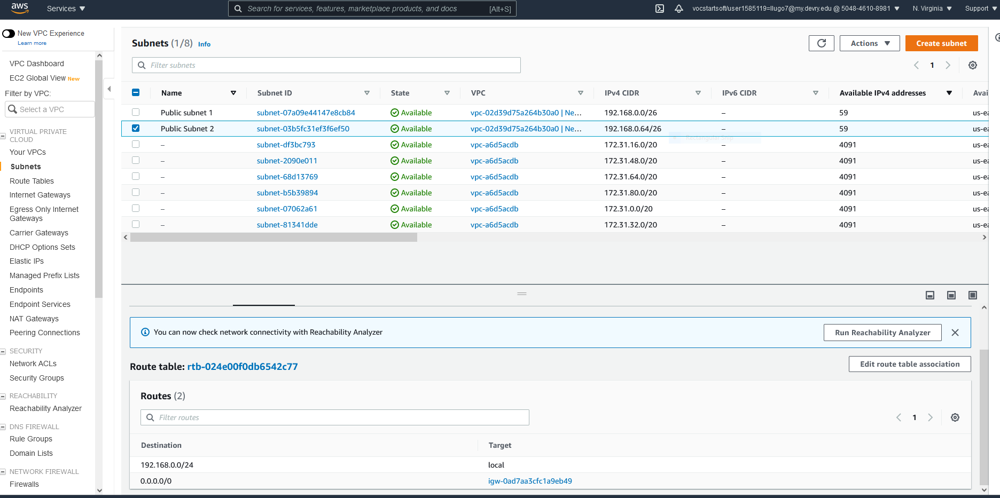 aws Services ▼ Search for services, features, marketplace products, and docs [Alt+S] vocstartsoft/user1585119=llugo7@my.devry.edu @ 5048-4610-8981 ▼ N. Virginia ▼ Support ▼
New VPC Experience
Learn more
VPC Dashboard
EC2 Global View New
Filter by VPC:
Select a VPC
VIRTUAL PRIVATE
CLOUD
Your VPCs
Subnets
Route Tables
Internet Gateways
Egress Only Internet
Gateways
Carrier Gateways
DHCP Options Sets
Elastic IPs
Managed Prefix Lists
Endpoints
Endpoint Services
NAT Gateways
Peering Connections
SECURITY
Network ACLs
Security Groups
REACHABILITY
Reachability Analyzer
DNS FIREWALL
Rule Groups
Domain Lists
NETWORK FIREWALL
Firewalls
Subnets (1/8) Info Actions ▼ Create subnet
Filter subnets 1
Name Subnet ID State VPC IPv4 CIDR IPv6 CIDR Available IPv4 addresses Avai
Public subnet 1 subnet-07a09e44147e8cb84 Available vpc-02d39d75a264b30a0 | Ne... 192.168.0.0/26 – 59 us-ea
Public Subnet 2 subnet-03b5fc31ef3f6ef50 Available vpc-02d39d75a264b30a0 | Ne... 192.168.0.64/26 – 59 us-ea
Rectangular Snip
– subnet-df3bc793 Available vpc-a6d5acdb 172.31.16.0/20 – 4091 us-ea
– subnet-2090e011 Available vpc-a6d5acdb 172.31.48.0/20 – 4091 us-ea
– subnet-68d13769 Available vpc-a6d5acdb 172.31.64.0/20 – 4091 us-ea
– subnet-b5b39894 Available vpc-a6d5acdb 172.31.80.0/20 – 4091 us-ea
– subnet-07062a61 Available vpc-a6d5acdb 172.31.0.0/20 – 4091 us-ea
– subnet-81341dde Available vpc-a6d5acdb 172.31.32.0/20 – 4091 us-ea
You can now check network connectivity with Reachability Analyzer Run Reachability Analyzer
Route table: rtb-024e00f0db6542c77 Edit route table association
Routes (2)
Filter routes 1
Destination Target
192.168.0.0/24 local
0.0.0.0/0 igw-0ad7aa3cfc1a9eb49